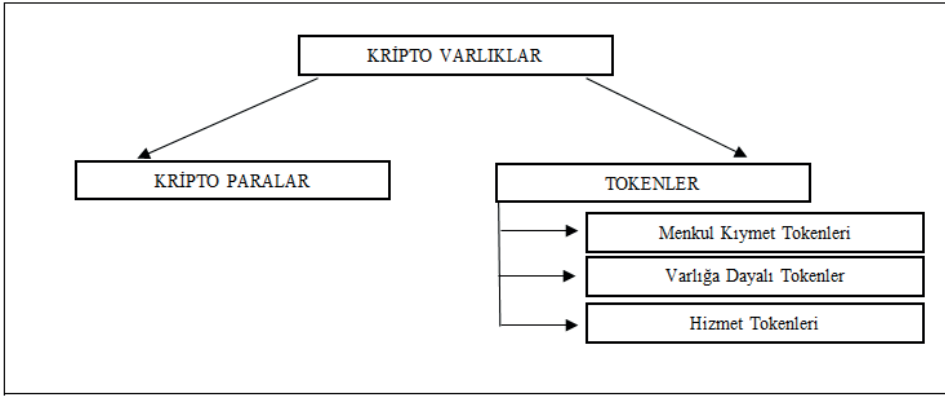 KRİPTO VARLIKLAR
KRİPTO PARALAR
TOKENLER
Menkul Kıymet Tokenleri
Varlığa Dayalı Tokenler
Hizmet Tokenleri